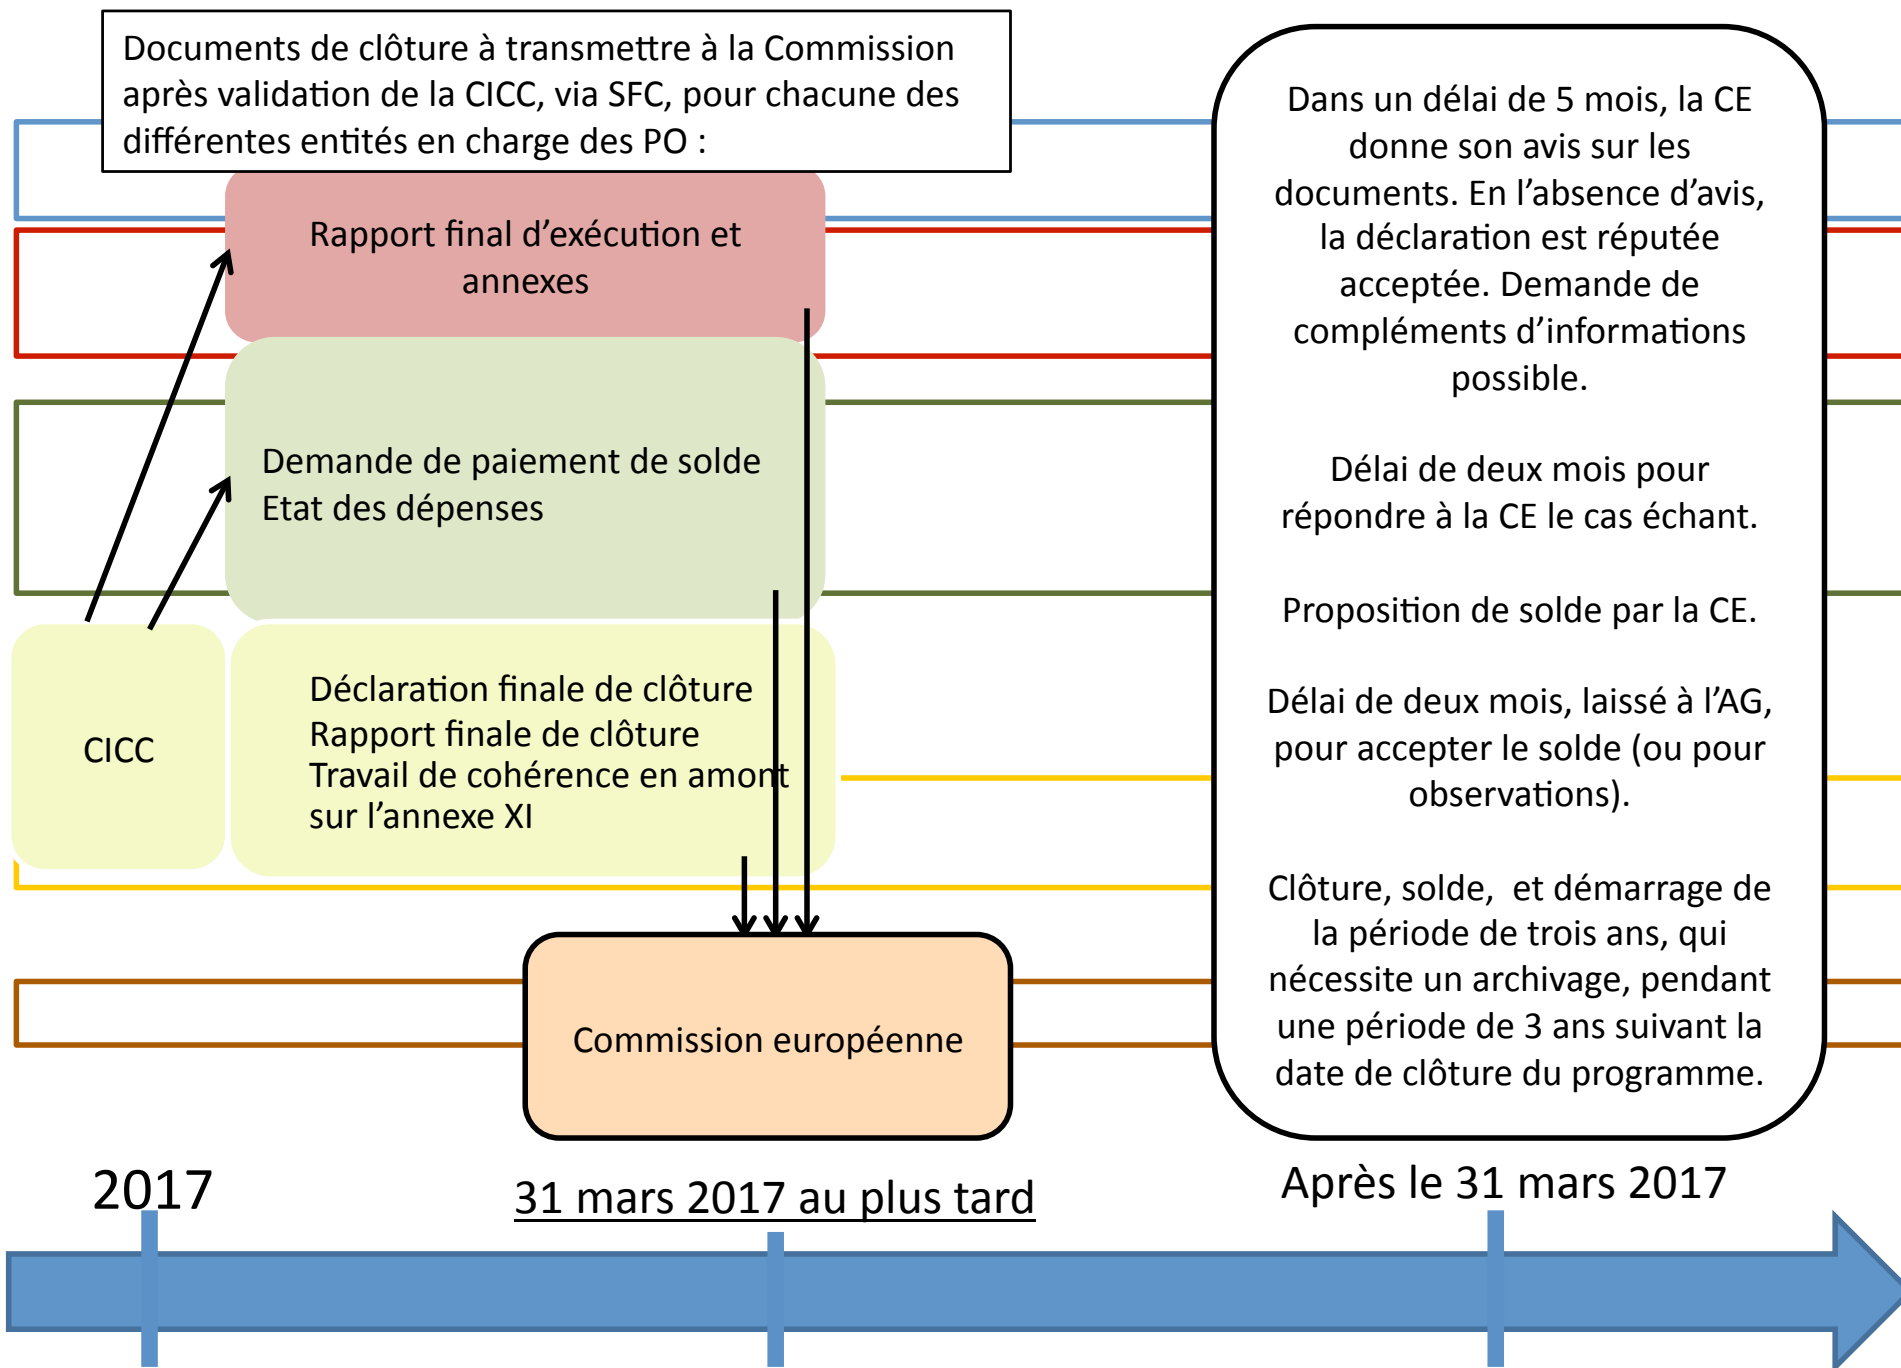 Documents de clôture à transmettre à la Commission
après validation de la CICC, via SFC, pour chacune des
différentes entités en charge des PO :
Rapport final d’exécution et
annexes
Demande de paiement de solde
Etat des dépenses
CICC
Déclaration finale de clôture
Rapport finale de clôture
Travail de cohérence en amont
sur l’annexe XI
Commission européenne
Dans un délai de 5 mois, la CE
donne son avis sur les
documents. En l’absence d’avis,
la déclaration est réputée
acceptée. Demande de
compléments d’informations
possible.
Délai de deux mois pour
répondre à la CE le cas échant.
Proposition de solde par la CE.
Délai de deux mois, laissé à l’AG,
pour accepter le solde (ou pour
observations).
Clôture, solde, et démarrage de
la période de trois ans, qui
nécessite un archivage, pendant
une période de 3 ans suivant la
date de clôture du programme.
2017
31 mars 2017 au plus tard
Après le 31 mars 2017